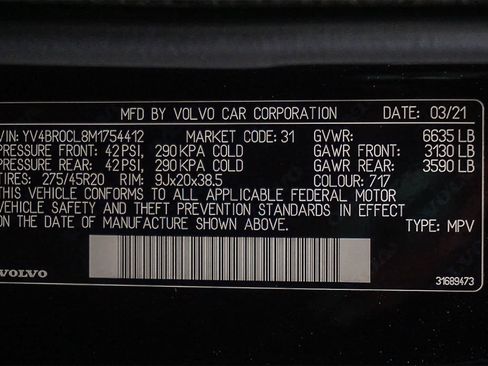 MFD BY VOLVO CAR CORPORATION DATE: 03/21
VIN: YV4BR0CL8M1754412 MARKET CODE: 31 GVWR: 6635 LB
PRESSURE FRONT: 42 PSI, 290 KPA COLD GAWR FRONT: 3130 LB
PRESSURE REAR: 42 PSI, 290 KPA COLD GAWR REAR: 3590 LB
TIRES: 275/45R20 RIM: 9Jx20x38.5 COLOUR: 717
THIS VEHICLE CONFORMS TO ALL APPLICABLE FEDERAL MOTOR
VEHICLE SAFETY AND THEFT PREVENTION STANDARDS IN EFFECT
ON THE DATE OF MANUFACTURE SHOWN ABOVE. TYPE: MPV
VOLVO 31689473